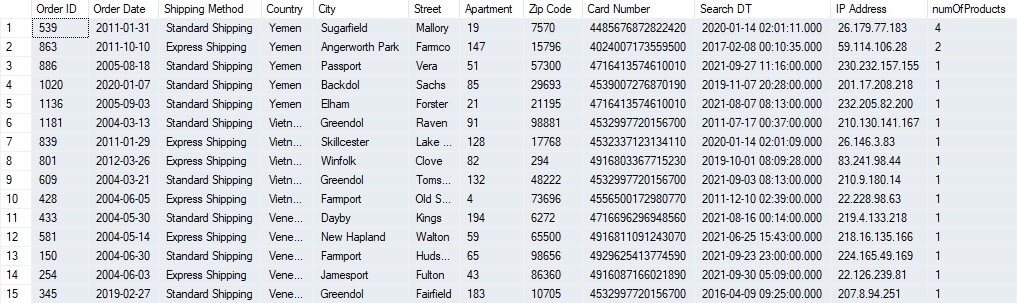 Order ID Order Date Shipping Method Country City Street Apartment Zip Code Card Number Search DT IP Address numOfProducts
1 539 2011-01-31 Standard Shipping Yemen Sugarfield Mallory 19 7570 4485676872822420 2020-01-14 02:01:11.000 26.179.77.183 4
2 863 2011-10-10 Express Shipping Yemen Angerworth Park Famco 147 15796 4024007173559500 2017-02-08 00:10:35.000 59.114.106.28 2
3 886 2005-08-18 Standard Shipping Yemen Passport Vera 51 57300 4716413574610010 2021-09-27 11:16:00.000 230.232.157.155 1
4 1020 2020-01-07 Standard Shipping Yemen Backdol Sachs 85 29693 4539007276870190 2019-11-07 20:28:00.000 201.17.208.218 1
5 1136 2005-09-03 Standard Shipping Yemen Elham Forster 21 21195 4716413574610010 2021-08-07 08:13:00.000 232.205.82.200 1
6 1181 2004-03-13 Standard Shipping Vietn... Greendol Raven 91 98881 4532997720156700 2011-07-17 00:37:00.000 210.130.141.167 1
7 839 2011-01-29 Express Shipping Vietn... Skillcester Lake ... 128 17768 4532337123134110 2020-01-14 02:01:09.000 26.146.3.83 1
8 801 2012-03-26 Express Shipping Vietn... Winfolk Clove 82 294 4916803367715230 2019-10-01 08:09:28.000 83.241.98.44 1
9 609 2004-03-21 Standard Shipping Vietn... Greendol Toms... 132 48222 4532997720156700 2021-09-03 08:13:00.000 210.9.180.14 1
10 428 2004-06-05 Express Shipping Vietn... Farmport Old S... 4 73696 4556500172980770 2011-12-10 02:39:00.000 22.228.98.63 1
11 433 2004-05-30 Standard Shipping Vene... Dayby Kings 194 6272 4716696296948560 2021-08-16 00:14:00.000 219.4.133.218 1
12 581 2004-05-14 Express Shipping Vene... New Hapland Walton 59 65500 4916811091243070 2021-06-25 15:43:00.000 218.16.135.166 1
13 150 2004-06-30 Standard Shipping Vene... Farmport Huds... 65 98656 4929625413774590 2021-09-23 23:00:00.000 224.165.49.169 1
14 254 2004-06-03 Express Shipping Vene... Jamesport Fulton 43 86360 4916087166021890 2021-09-30 05:09:00.000 22.126.239.81 1
15 345 2019-02-27 Standard Shipping Vene... Greendol Fairfield 183 10705 4532997720156700 2016-04-09 09:25:00.000 207.8.94.251 1